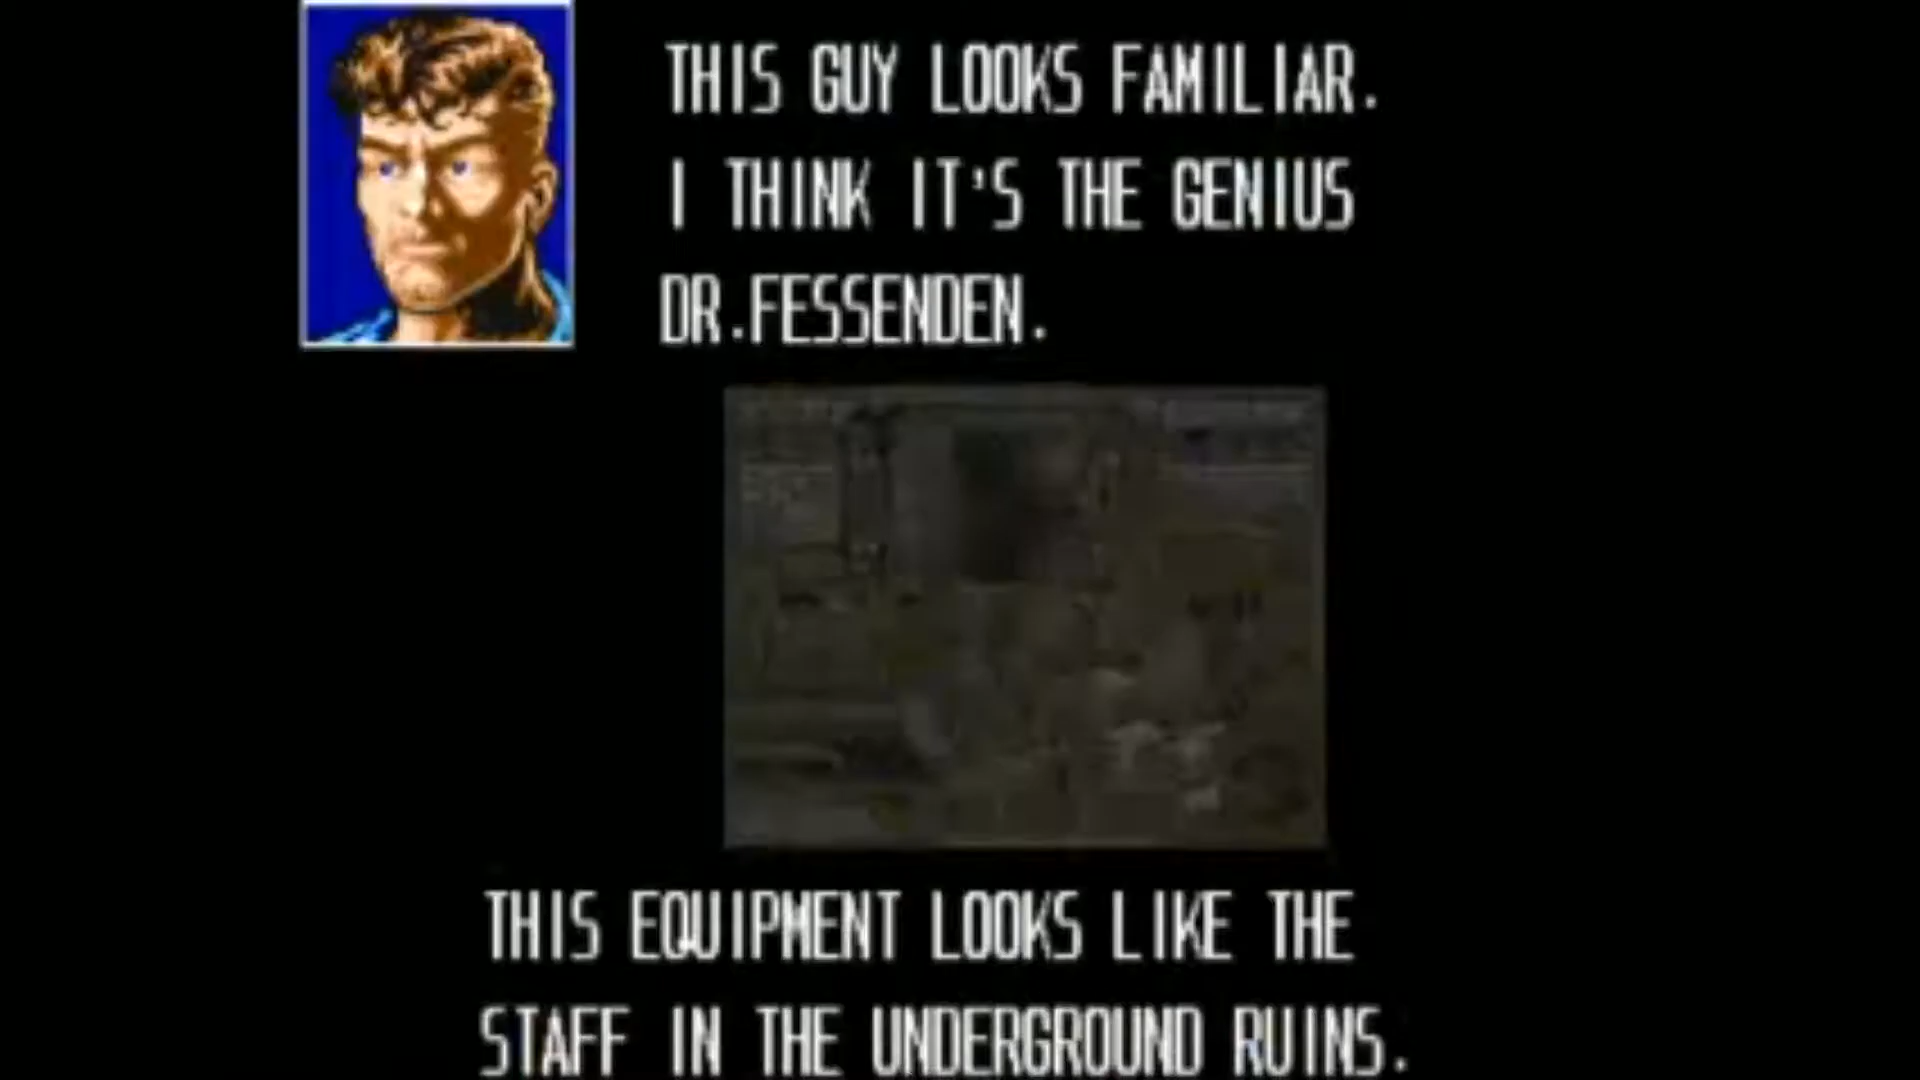 THIS GUY LOOKS FAMILIAR.
I THINK IT'S THE GENIUS
DR.FESSENDEN.
THIS EQUIPMENT LOOKS LIKE THE
STAFF IN THE UNDERGROUND RUINS.